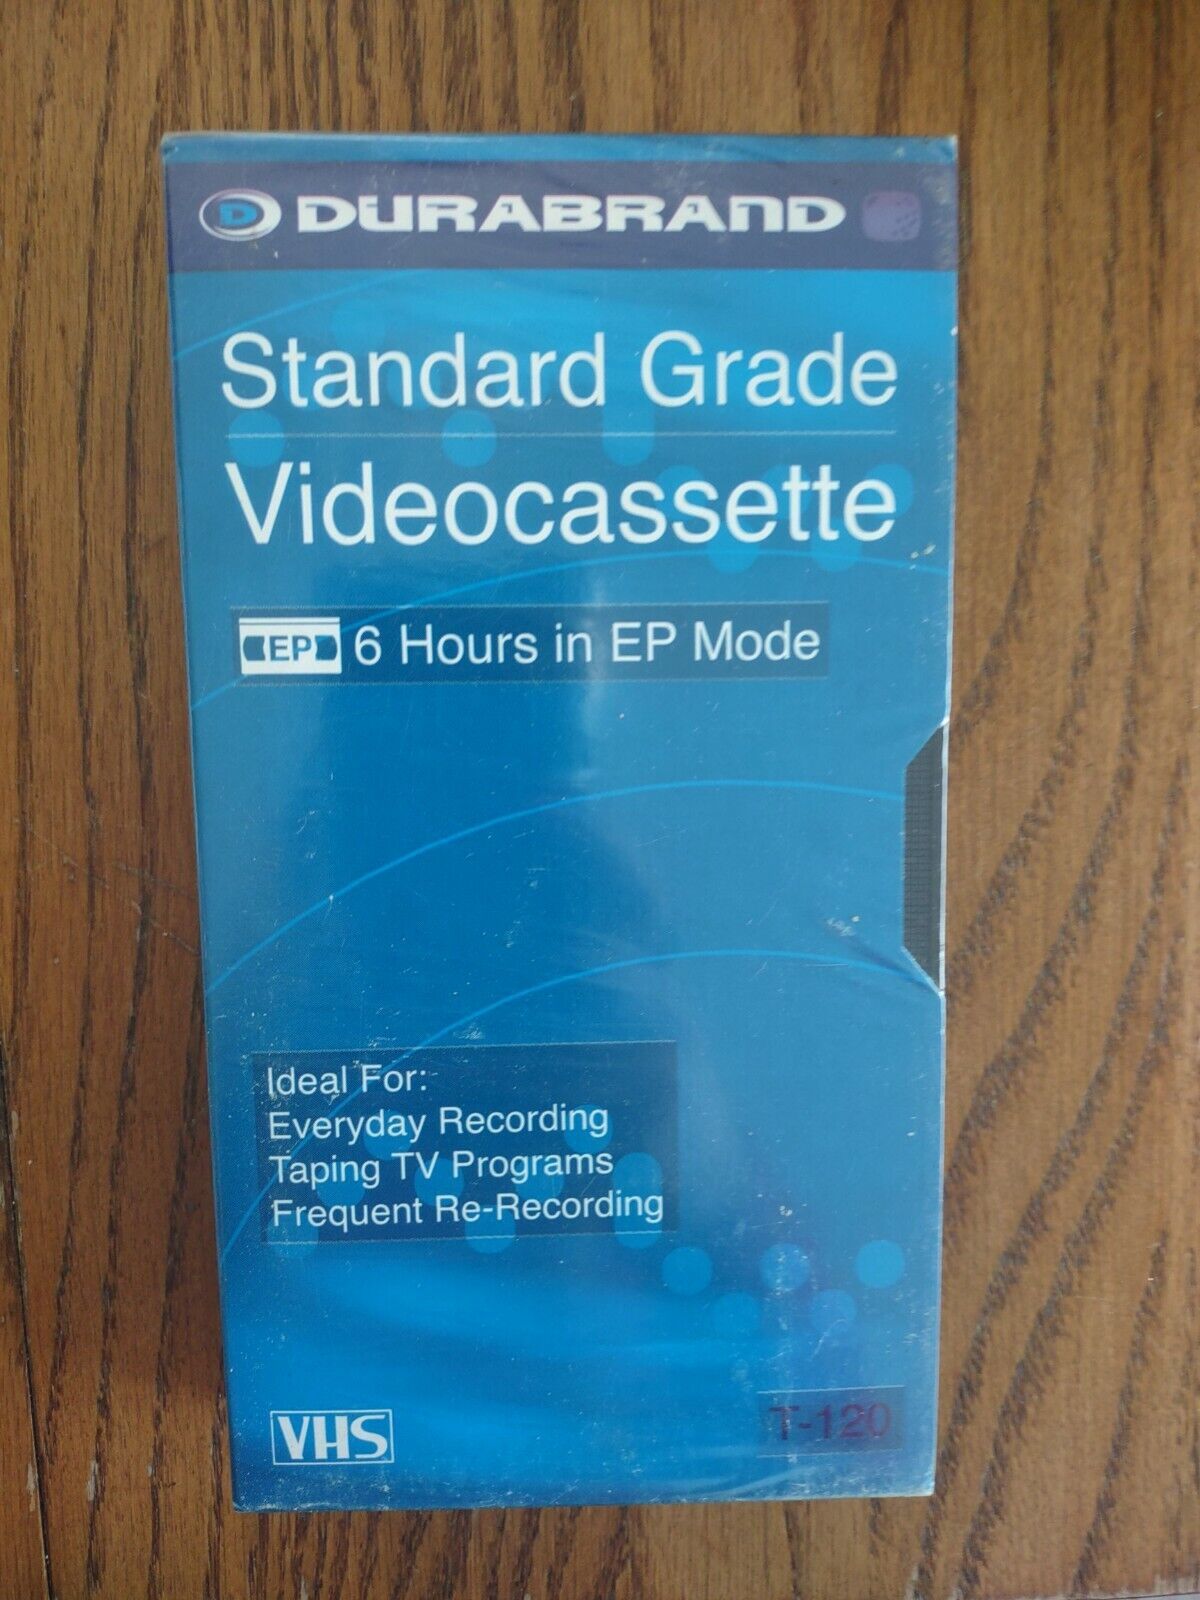 D DURABRAND
Standard Grade
Videocassette
EP 6 Hours in EP Mode
Ideal For:
Everyday Recording
Taping TV Programs
Frequent Re-Recording
VHS
T-120